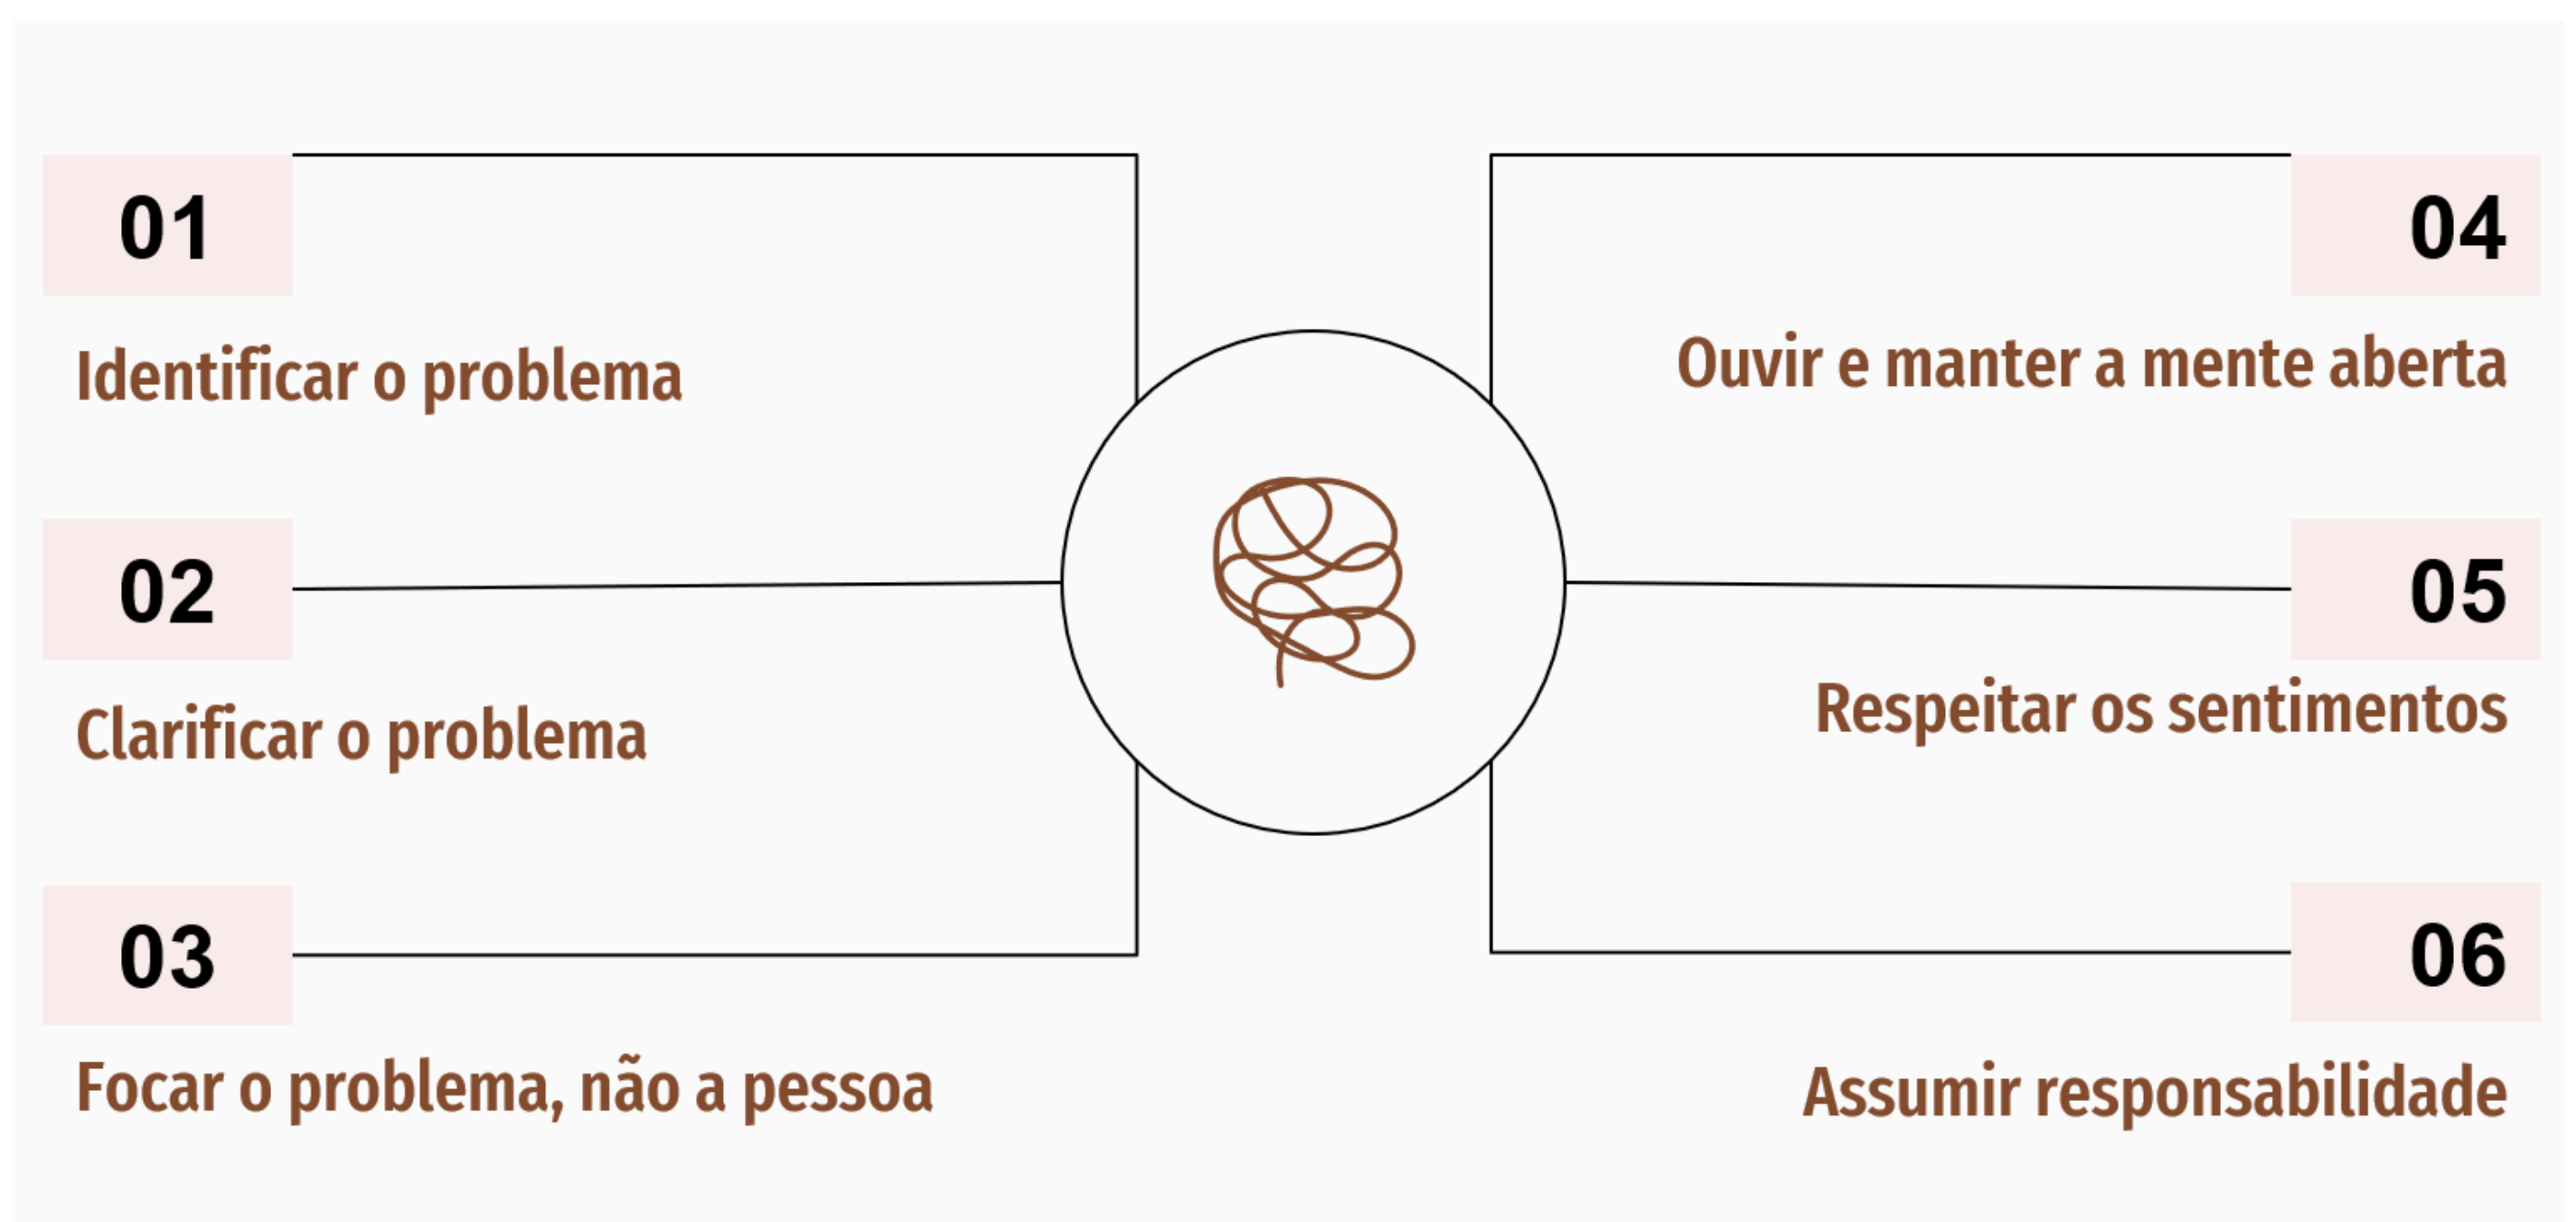 01
Identificar o problema
02
Clarificar o problema
03
Focar o problema, não a pessoa
04
Ouvir e manter a mente aberta
05
Respeitar os sentimentos
06
Assumir responsabilidade